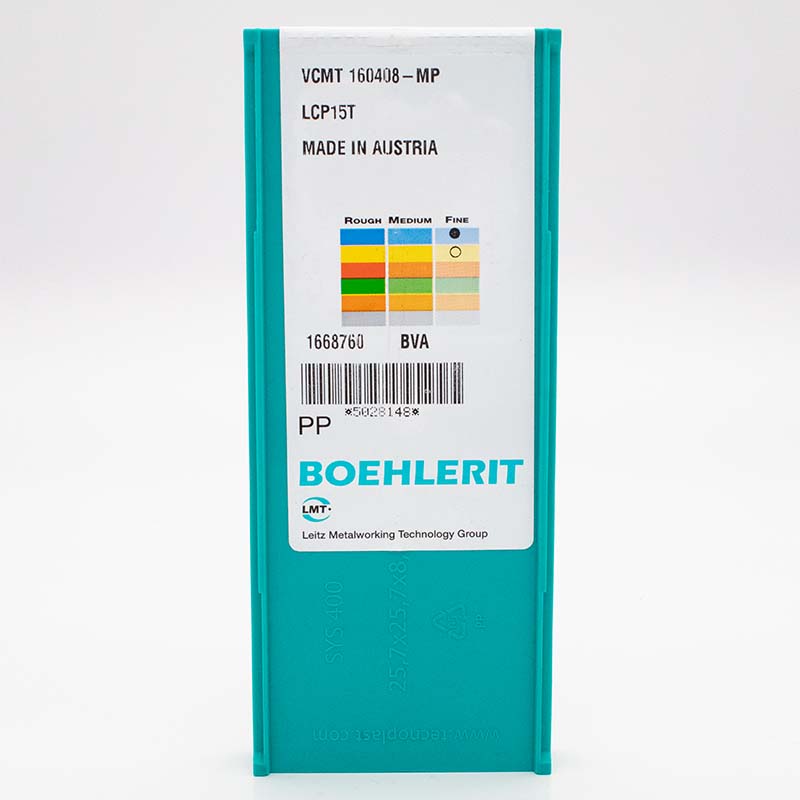 VCMT 160408-MP
LCP15T
MADE IN AUSTRIA
ROUGH MEDIUM FINE
1668760 BVA
*5028148*
PP
BOEHLERIT
LMT
Leitz Metalworking Technology Group
SYS 400
25,7x25,7x8,
PP
www.tecnoplast.com